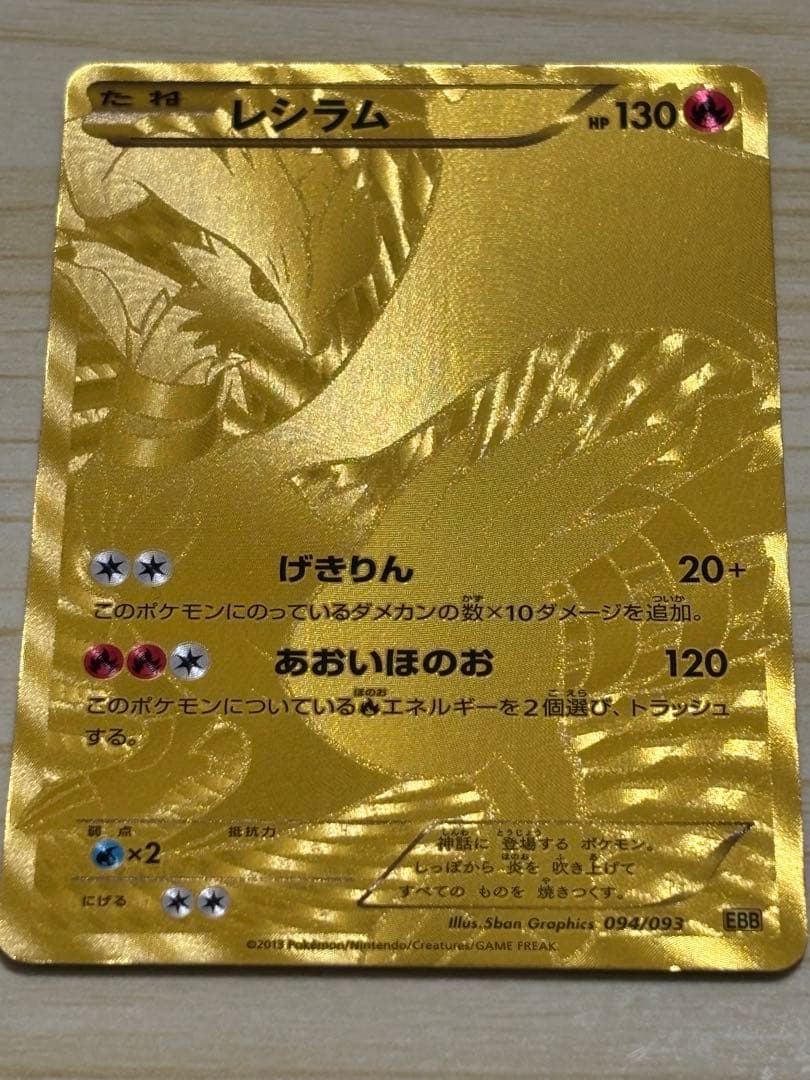 たね レシラム HP 130
げきりん 20+
このポケモンにのっているダメカンの数×10ダメージを追加。
あおいほのお 120
このポケモンについているエネルギーを2個選び、トラッシュ
する。
弱点 抵抗力
×2
にげる
神話に 登場する ポケモン。
しっぽから 炎を 吹き上げて
すべての ものを 焼きつくす。
Illus. 5ban Graphics 094/093 EBB
©2013 Pokémon/Nintendo/Creatures/GAME FREAK.